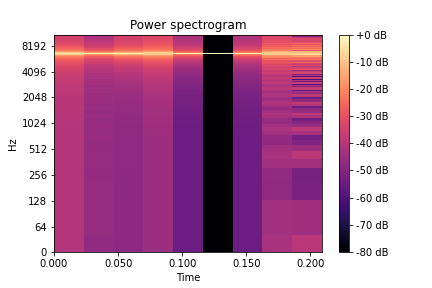 Power spectrogram
8192
4096
2048
1024
512
256
128
64
0
Hz
0.000 0.050 0.100 0.150 0.200
Time
+0 dB
-10 dB
-20 dB
-30 dB
-40 dB
-50 dB
-60 dB
-70 dB
-80 dB